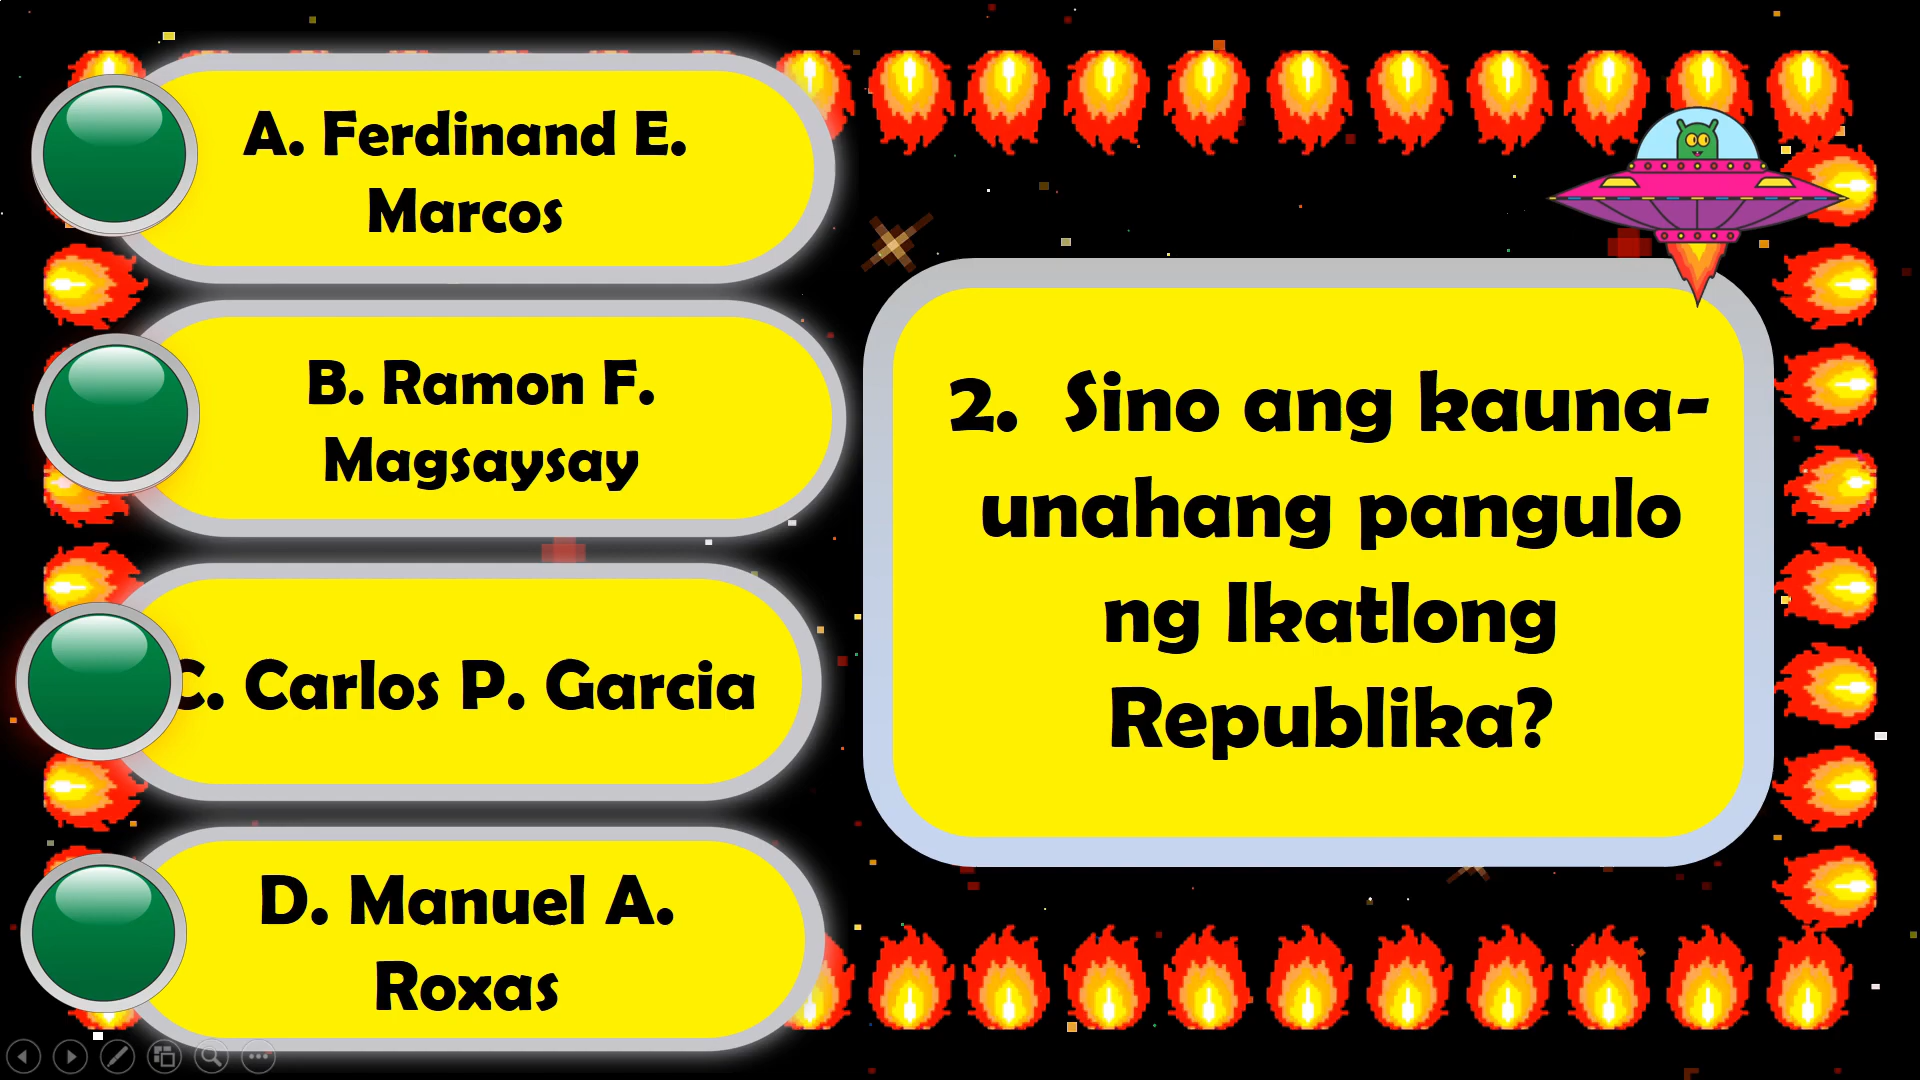 A. Ferdinand E.
Marcos
B. Ramon F.
Magsaysay
C. Carlos P. Garcia
D. Manuel A.
Roxas
2. Sino ang kauna-
unahang pangulo
ng Ikatlong
Republika?